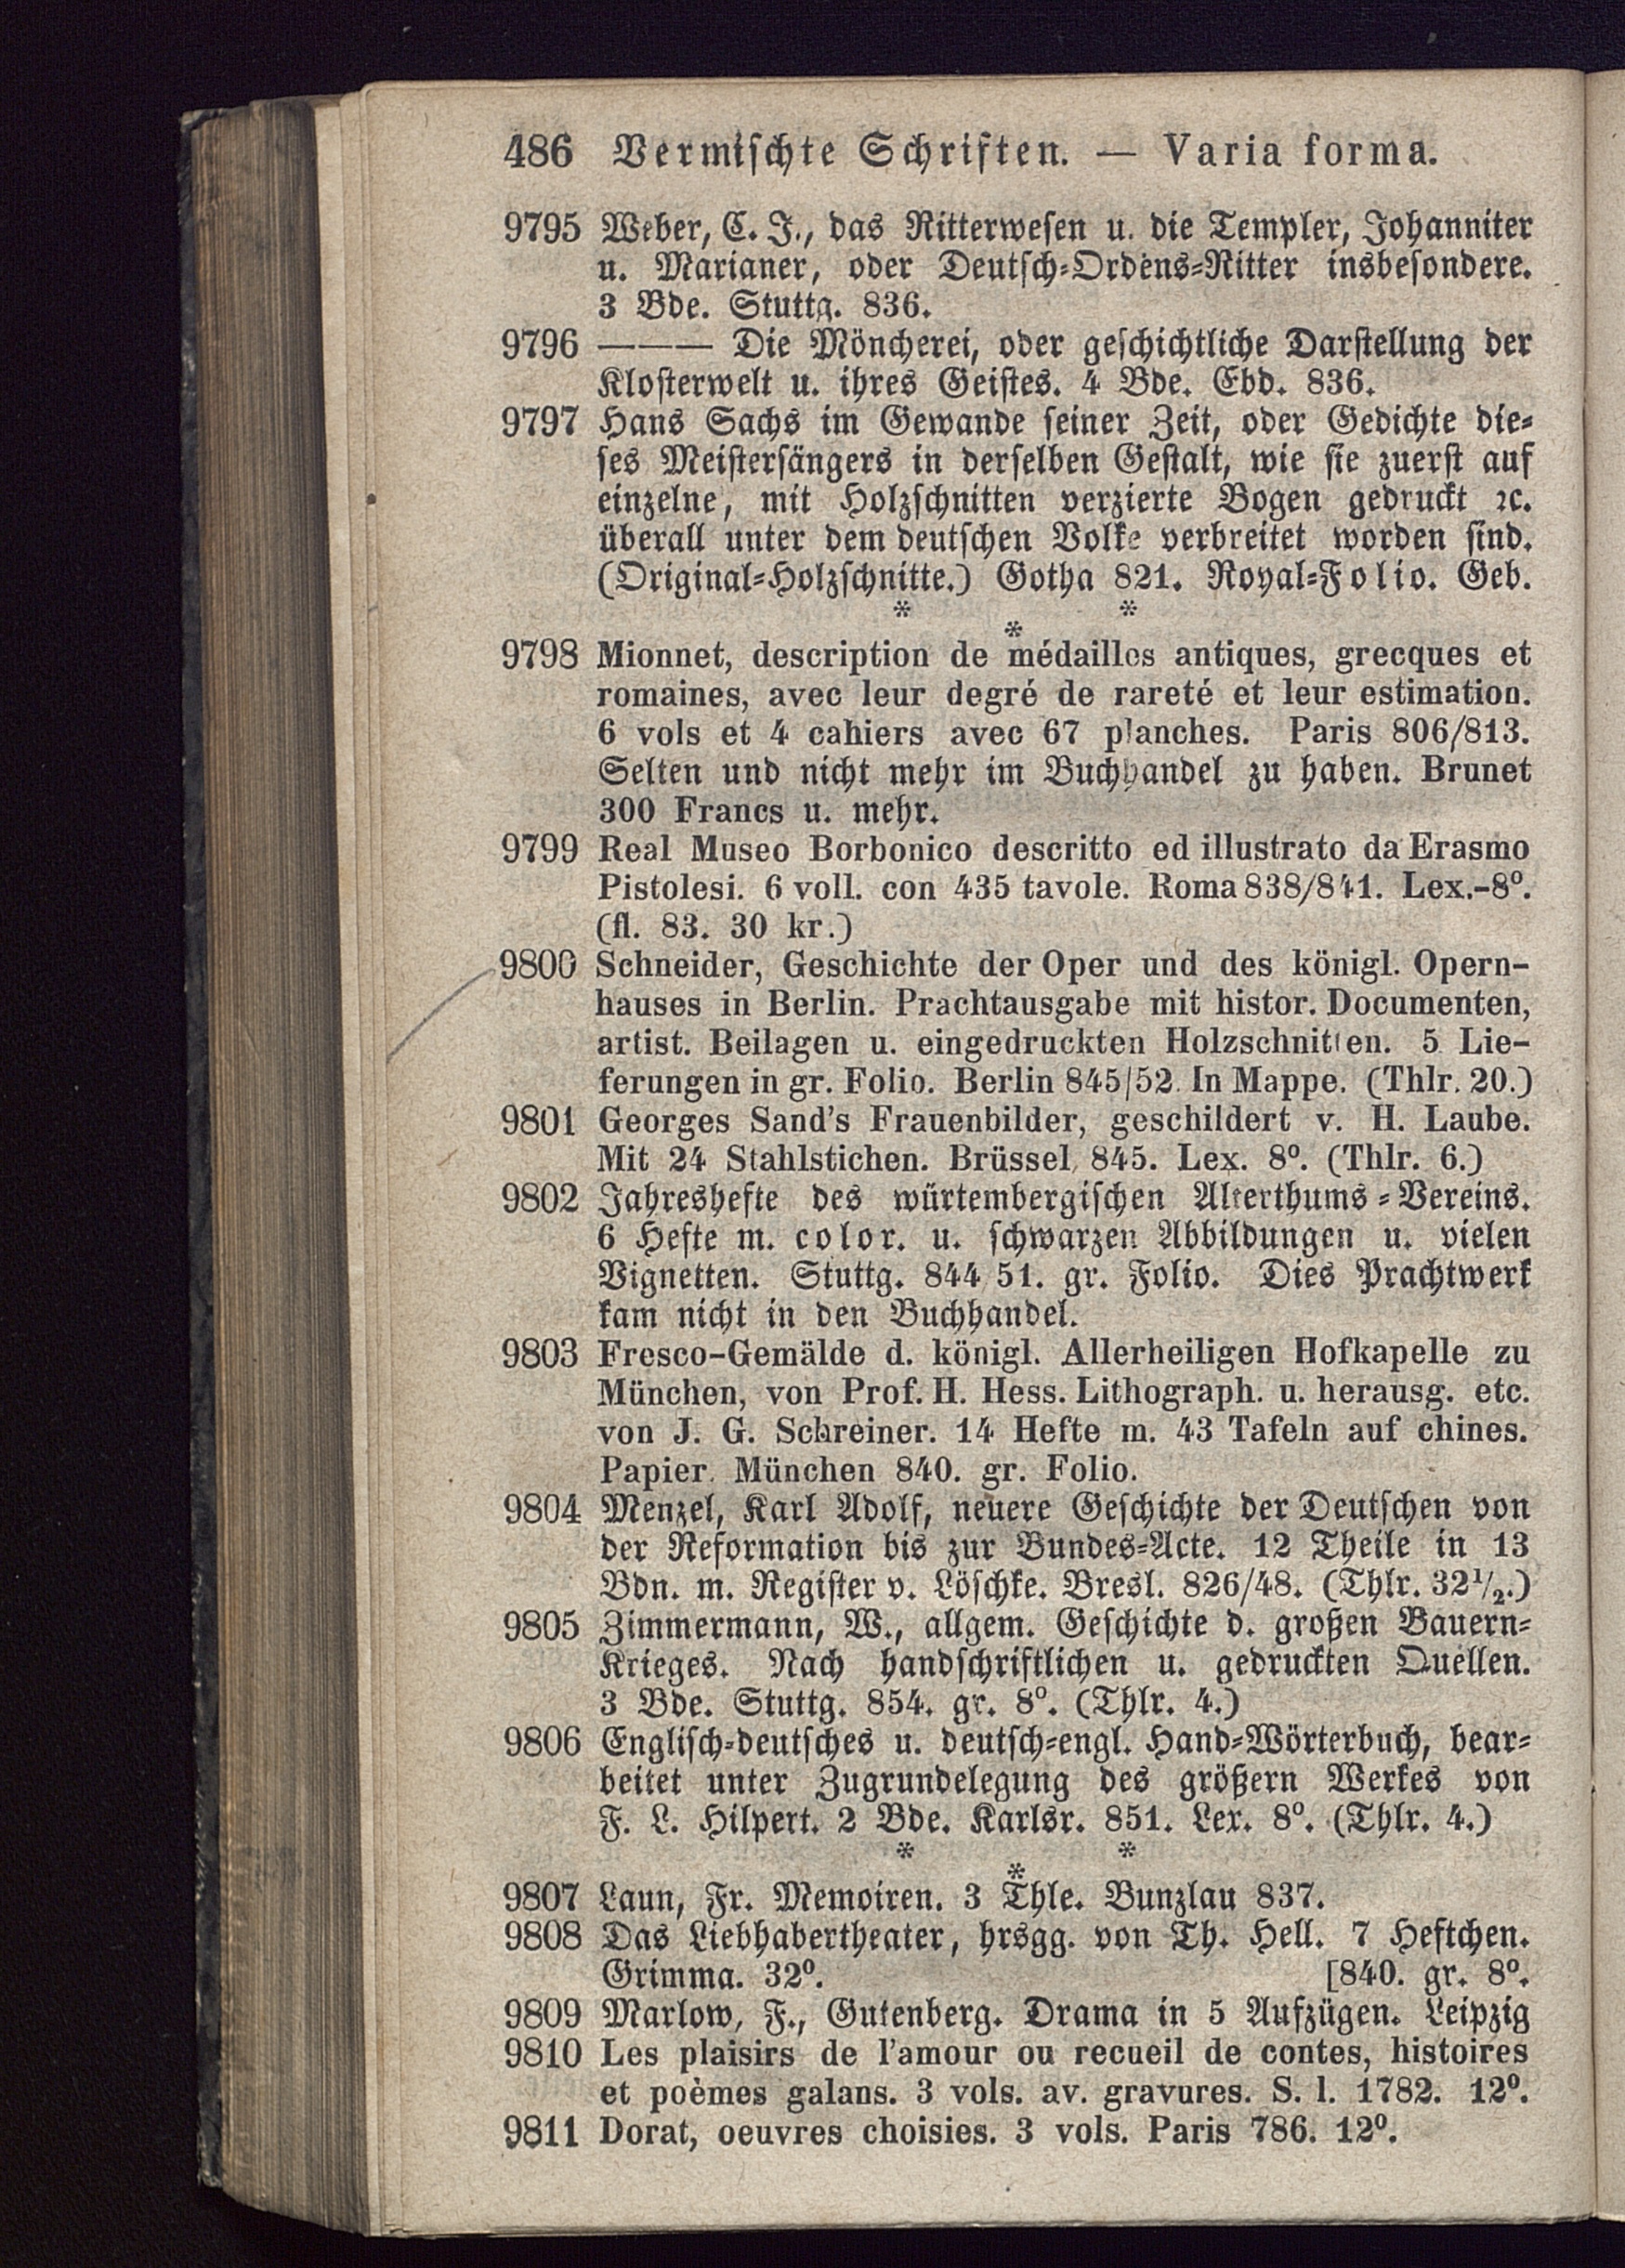 486 Vermischte Schriften. — Varia forma.
9795 Weber, C. J., das Ritterwesen u. die Templer, Johanniter
u. Marianer, oder Deutsch-Ordens-Ritter insbesondere.
3 Bde. Stuttg. 836.
9796 ——— Die Möncherei, oder geschichtliche Darstellung der
Klosterwelt u. ihres Geistes. 4 Bde. Ebd. 836.
9797 Hans Sachs im Gewande seiner Zeit, oder Gedichte die-
ses Meistersängers in derselben Gestalt, wie sie zuerst auf
einzelne, mit Holzschnitten verzierte Bogen gedruckt ꝛc.
überall unter dem deutschen Volke verbreitet worden sind.
(Original-Holzschnitte.) Gotha 821. Royal-Folio. Geb.
* * *
9798 Mionnet, description de médailles antiques, grecques et
romaines, avec leur degré de rareté et leur estimation.
6 vols et 4 cahiers avec 67 planches. Paris 806/813.
Selten und nicht mehr im Buchhandel zu haben. Brunet
300 Francs u. mehr.
9799 Real Museo Borbonico descritto ed illustrato da Erasmo
Pistolesi. 6 voll. con 435 tavole. Roma 838/841. Lex.-8⁰.
(fl. 83. 30 kr.)
9800 Schneider, Geschichte der Oper und des königl. Opern-
hauses in Berlin. Prachtausgabe mit histor. Documenten,
artist. Beilagen u. eingedruckten Holzschnitten. 5 Lie-
ferungen in gr. Folio. Berlin 845/52. In Mappe. (Thlr. 20.)
9801 Georges Sand's Frauenbilder, geschildert v. H. Laube.
Mit 24 Stahlstichen. Brüssel, 845. Lex. 8⁰. (Thlr. 6.)
9802 Jahreshefte des würtembergischen Alterthums-Vereins.
6 Hefte m. color. u. schwarzen Abbildungen u. vielen
Vignetten. Stuttg. 844/51. gr. Folio. Dies Prachtwerk
kam nicht in den Buchhandel.
9803 Fresco-Gemälde d. königl. Allerheiligen Hofkapelle zu
München, von Prof. H. Hess. Lithograph. u. herausg. etc.
von J. G. Schreiner. 14 Hefte m. 43 Tafeln auf chines.
Papier. München 840. gr. Folio.
9804 Menzel, Karl Adolf, neuere Geschichte der Deutschen von
der Reformation bis zur Bundes-Acte. 12 Theile in 13
Bdn. m. Register v. Löschke. Bresl. 826/48. (Thlr. 32½.)
9805 Zimmermann, W., allgem. Geschichte d. großen Bauern-
Krieges. Nach handschriftlichen u. gedruckten Quellen.
3 Bde. Stuttg. 854. gr. 8⁰. (Thlr. 4.)
9806 Englisch-deutsches u. deutsch-engl. Hand-Wörterbuch, bear-
beitet unter Zugrundelegung des größern Werkes von
F. L. Hilpert. 2 Bde. Karlsr. 851. Lex. 8⁰. (Thlr. 4.)
* * *
9807 Laun, Fr. Memoiren. 3 Thle. Bunzlau 837.
9808 Das Liebhabertheater, hrsgg. von Th. Hell. 7 Heftchen.
Grimma. 32⁰. [840. gr. 8⁰.
9809 Marlow, F., Gutenberg. Drama in 5 Aufzügen. Leipzig
9810 Les plaisirs de l'amour ou recueil de contes, histoires
et poèmes galans. 3 vols. av. gravures. S. l. 1782. 12⁰.
9811 Dorat, oeuvres choisies. 3 vols. Paris 786. 12⁰.